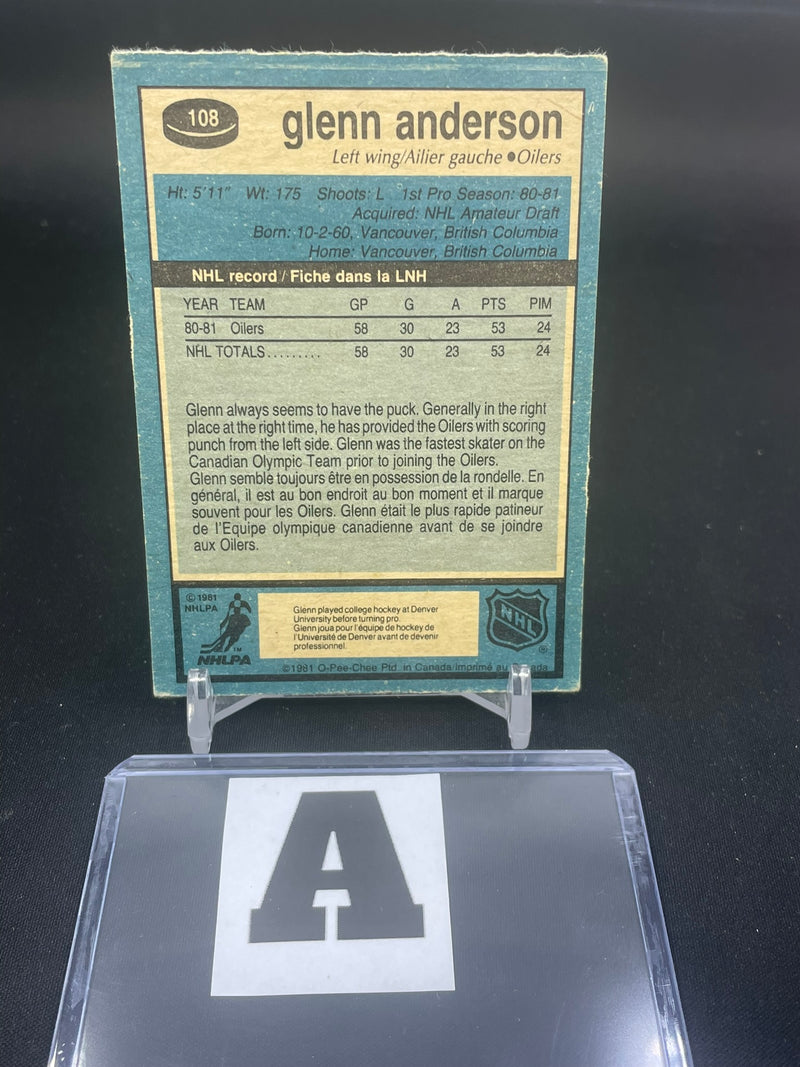 108
glenn anderson
Left wing/Ailier gauche ●Oilers
Ht: 5'11" Wt: 175 Shoots: L 1st Pro Season: 80-81
Acquired: NHL Amateur Draft
Born: 10-2-60, Vancouver, British Columbia
Home: Vancouver, British Columbia
NHL record / Fiche dans la LNH
YEAR TEAM GP G A PTS PIM
80-81 Oilers 58 30 23 53 24
NHL TOTALS......... 58 30 23 53 24
Glenn always seems to have the puck. Generally in the right
place at the right time, he has provided the Oilers with scoring
punch from the left side. Glenn was the fastest skater on the
Canadian Olympic Team prior to joining the Oilers.
Glenn semble toujours être en possession de la rondelle. En
général, il est au bon endroit au bon moment et il marque
souvent pour les Oilers. Glenn était le plus rapide patineur
de l'Equipe olympique canadienne avant de se joindre
aux Oilers.
©1981
NHLPA
TM
NHLPA
Glenn played college hockey at Denver
University before turning pro.
Glenn joua pour l'équipe de hockey de
l'Université de Denver avant de devenir
professionnel.
NHL
®
©1981 O-Pee-Chee Ptd. in Canada/Imprimé au
A